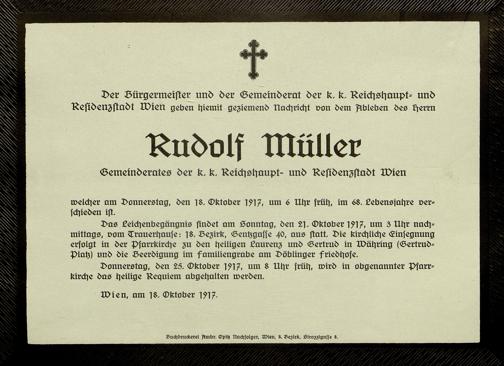 Der Bürgermeister und der Gemeinderat der k. k. Reichshaupt- und
Residenzstadt Wien geben hiemit geziemend Nachricht von dem Ableben des Herrn
Rudolf Müller
Gemeinderates der k. k. Reichshaupt- und Residenzstadt Wien
welcher am Donnerstag, den 18. Oktober 1917, um 6 Uhr früh, im 68. Lebensjahre ver-
schieden ist.
Das Leichenbegängnis findet am Sonntag, den 21. Oktober 1917, um 3 Uhr nach-
mittags, vom Trauerhause: 18. Bezirk, Gentzgasse 40, aus statt. Die kirchliche Einsegnung
erfolgt in der Pfarrkirche zu den heiligen Laurenz und Gertrud in Währing (Gertrud-
Platz) und die Beerdigung im Familiengrabe am Döblinger Friedhofe.
Donnerstag, den 25. Oktober 1917, um 8 Uhr früh, wird in obgenannter Pfarr-
kirche das heilige Requiem abgehalten werden.
Wien, am 18. Oktober 1917.
Buchdruckerei Ambr. Opitz Nachfolger, Wien, 8. Bezirk, Strozzigasse 8.